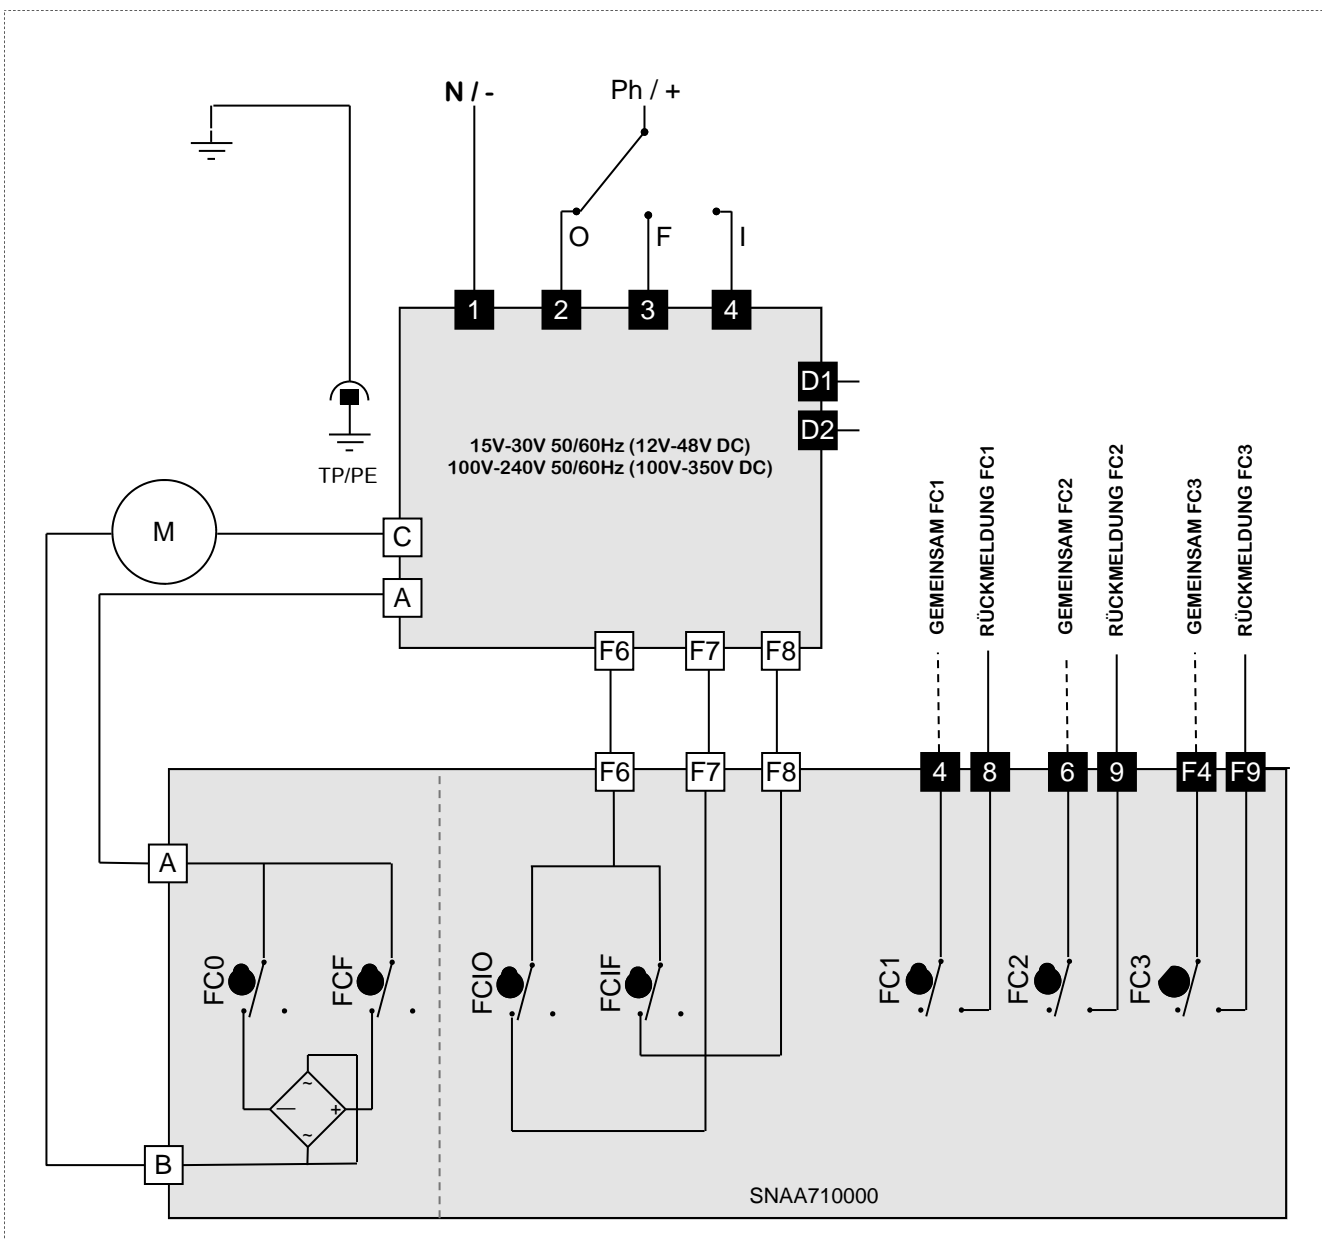 N / -
Ph / +
O
F
I
1
2
3
4
D1
D2
15V-30V 50/60Hz (12V-48V DC)
100V-240V 50/60Hz (100V-350V DC)
TP/PE
M
C
A
F6
F7
F8
GEMEINSAM FC1
RÜCKMELDUNG FC1
GEMEINSAM FC2
RÜCKMELDUNG FC2
GEMEINSAM FC3
RÜCKMELDUNG FC3
F6
F7
F8
4
8
6
9
F4
F9
A
FC0
FCF
FCIO
FCIF
FC1
FC2
FC3
~
— +
~
B
SNAA710000